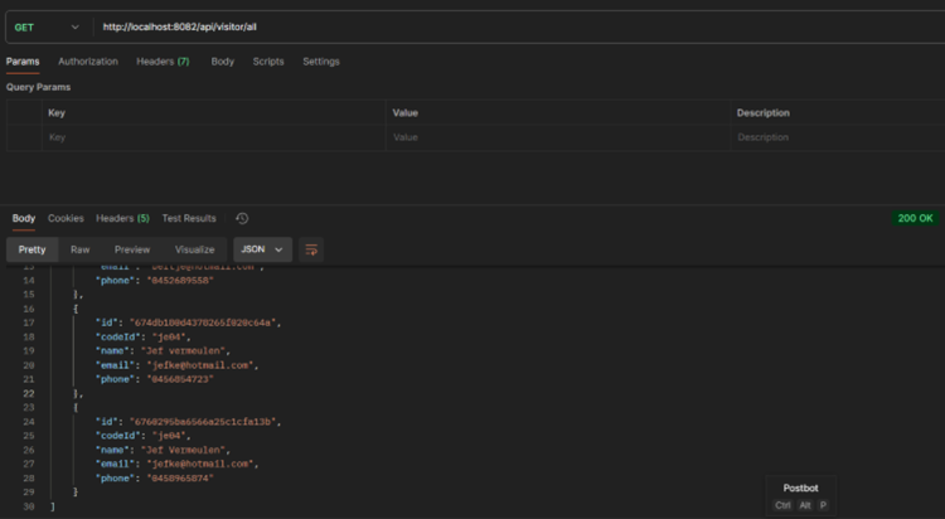 GET http://localhost:8082/api/visitor/all
Params Authorization Headers (7) Body Scripts Settings
Query Params
Key Value Description
Key Value Description
Body Cookies Headers (5) Test Results 200 OK
Pretty Raw Preview Visualize JSON
13 "email":
14 "phone": "0452689558"
15 },
16 {
17 "id": "674db180d4378265f020c64a",
18 "codeId": "je04",
19 "name": "Jef vermeulen",
20 "email": "jefke@hotmail.com",
21 "phone": "0456854723"
22 },
23 {
24 "id": "6760295ba6566a25c1cfa13b",
25 "codeId": "je04",
26 "name": "Jef Vermeulen",
27 "email": "jefke@hotmail.com",
28 "phone": "0458965874"
29 }
30 ]
Postbot
Ctrl Alt P